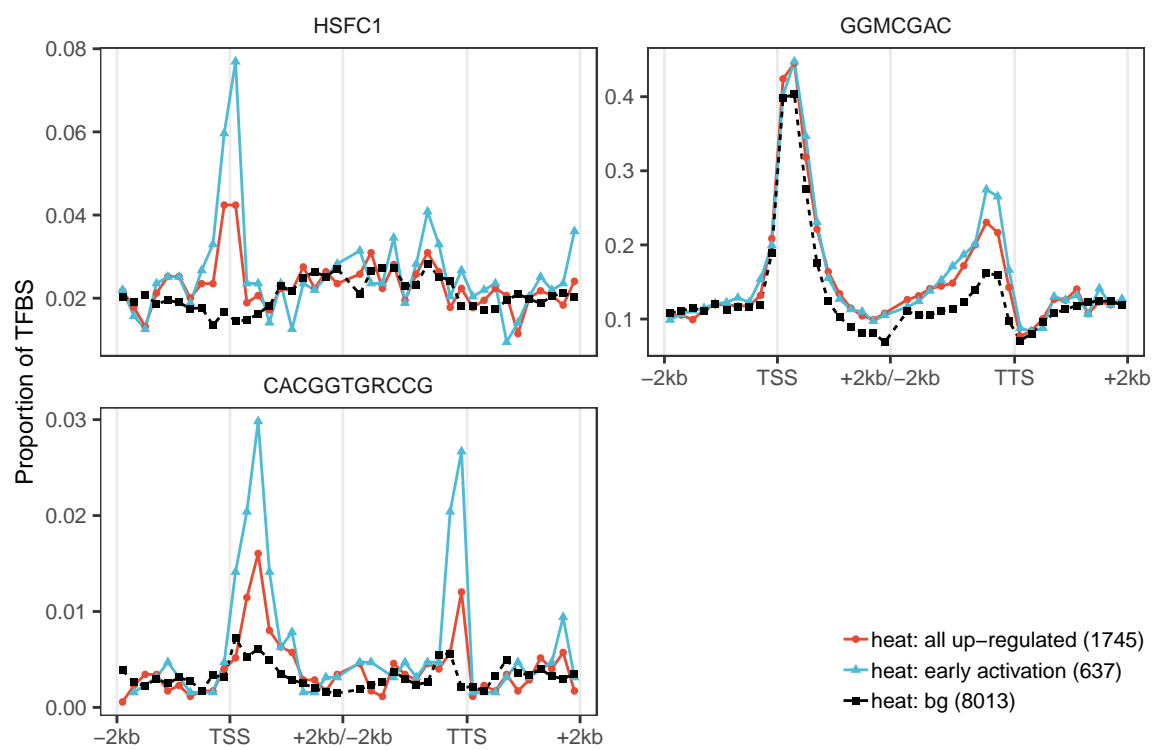 HSFC1
GGMCGAC
0.08
0.06
0.04
0.02
0.4
0.3
0.2
0.1
−2kb TSS +2kb/−2kb TTS +2kb
Proportion of TFBS
CACGGTGRCCG
0.03
0.02
0.01
0.00
−2kb TSS +2kb/−2kb TTS +2kb
heat: all up−regulated (1745)
heat: early activation (637)
heat: bg (8013)